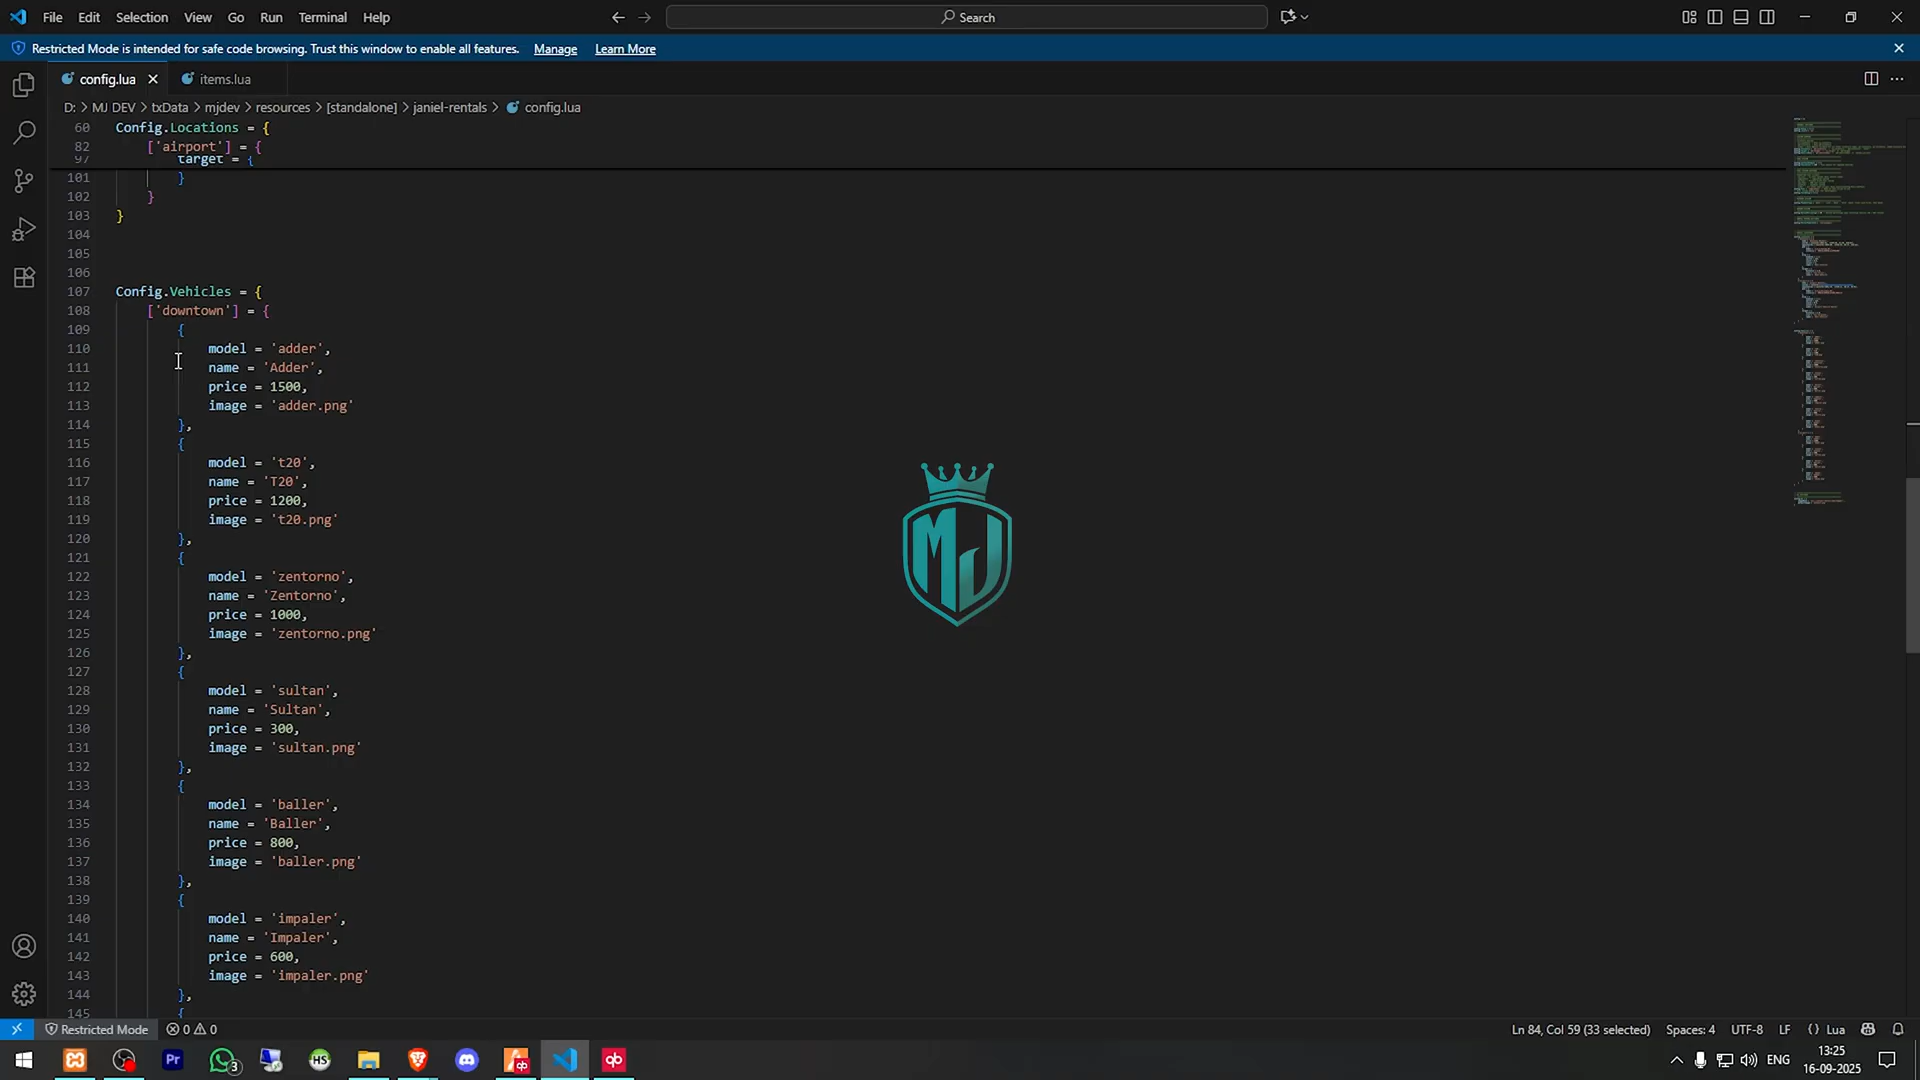 File Edit Selection View Go Run Terminal Help
Search
Restricted Mode is intended for safe code browsing. Trust this window to enable all features. Manage Learn More
config.lua items.lua
D: > MJ DEV > txData > mjdev > resources > [standalone] > janiel-rentals > config.lua
60 Config.Locations = {
82 ['airport'] = {
97 target = {
101 }
102 }
103 }
104
105
106
107 Config.Vehicles = {
108 ['downtown'] = {
109 {
110 model = 'adder',
111 name = 'Adder',
112 price = 1500,
113 image = 'adder.png'
114 },
115 {
116 model = 't20',
117 name = 'T20',
118 price = 1200,
119 image = 't20.png'
120 },
121 {
122 model = 'zentorno',
123 name = 'Zentorno',
124 price = 1000,
125 image = 'zentorno.png'
126 },
127 {
128 model = 'sultan',
129 name = 'Sultan',
130 price = 300,
131 image = 'sultan.png'
132 },
133 {
134 model = 'baller',
135 name = 'Baller',
136 price = 800,
137 image = 'baller.png'
138 },
139 {
140 model = 'impaler',
141 name = 'Impaler',
142 price = 600,
143 image = 'impaler.png'
144 },
145 {
MJ
Restricted Mode 0 0 Ln 84, Col 59 (33 selected) Spaces: 4 UTF-8 LF {} Lua
Pr 3 HS qb qb ENG 13:25
16-09-2025